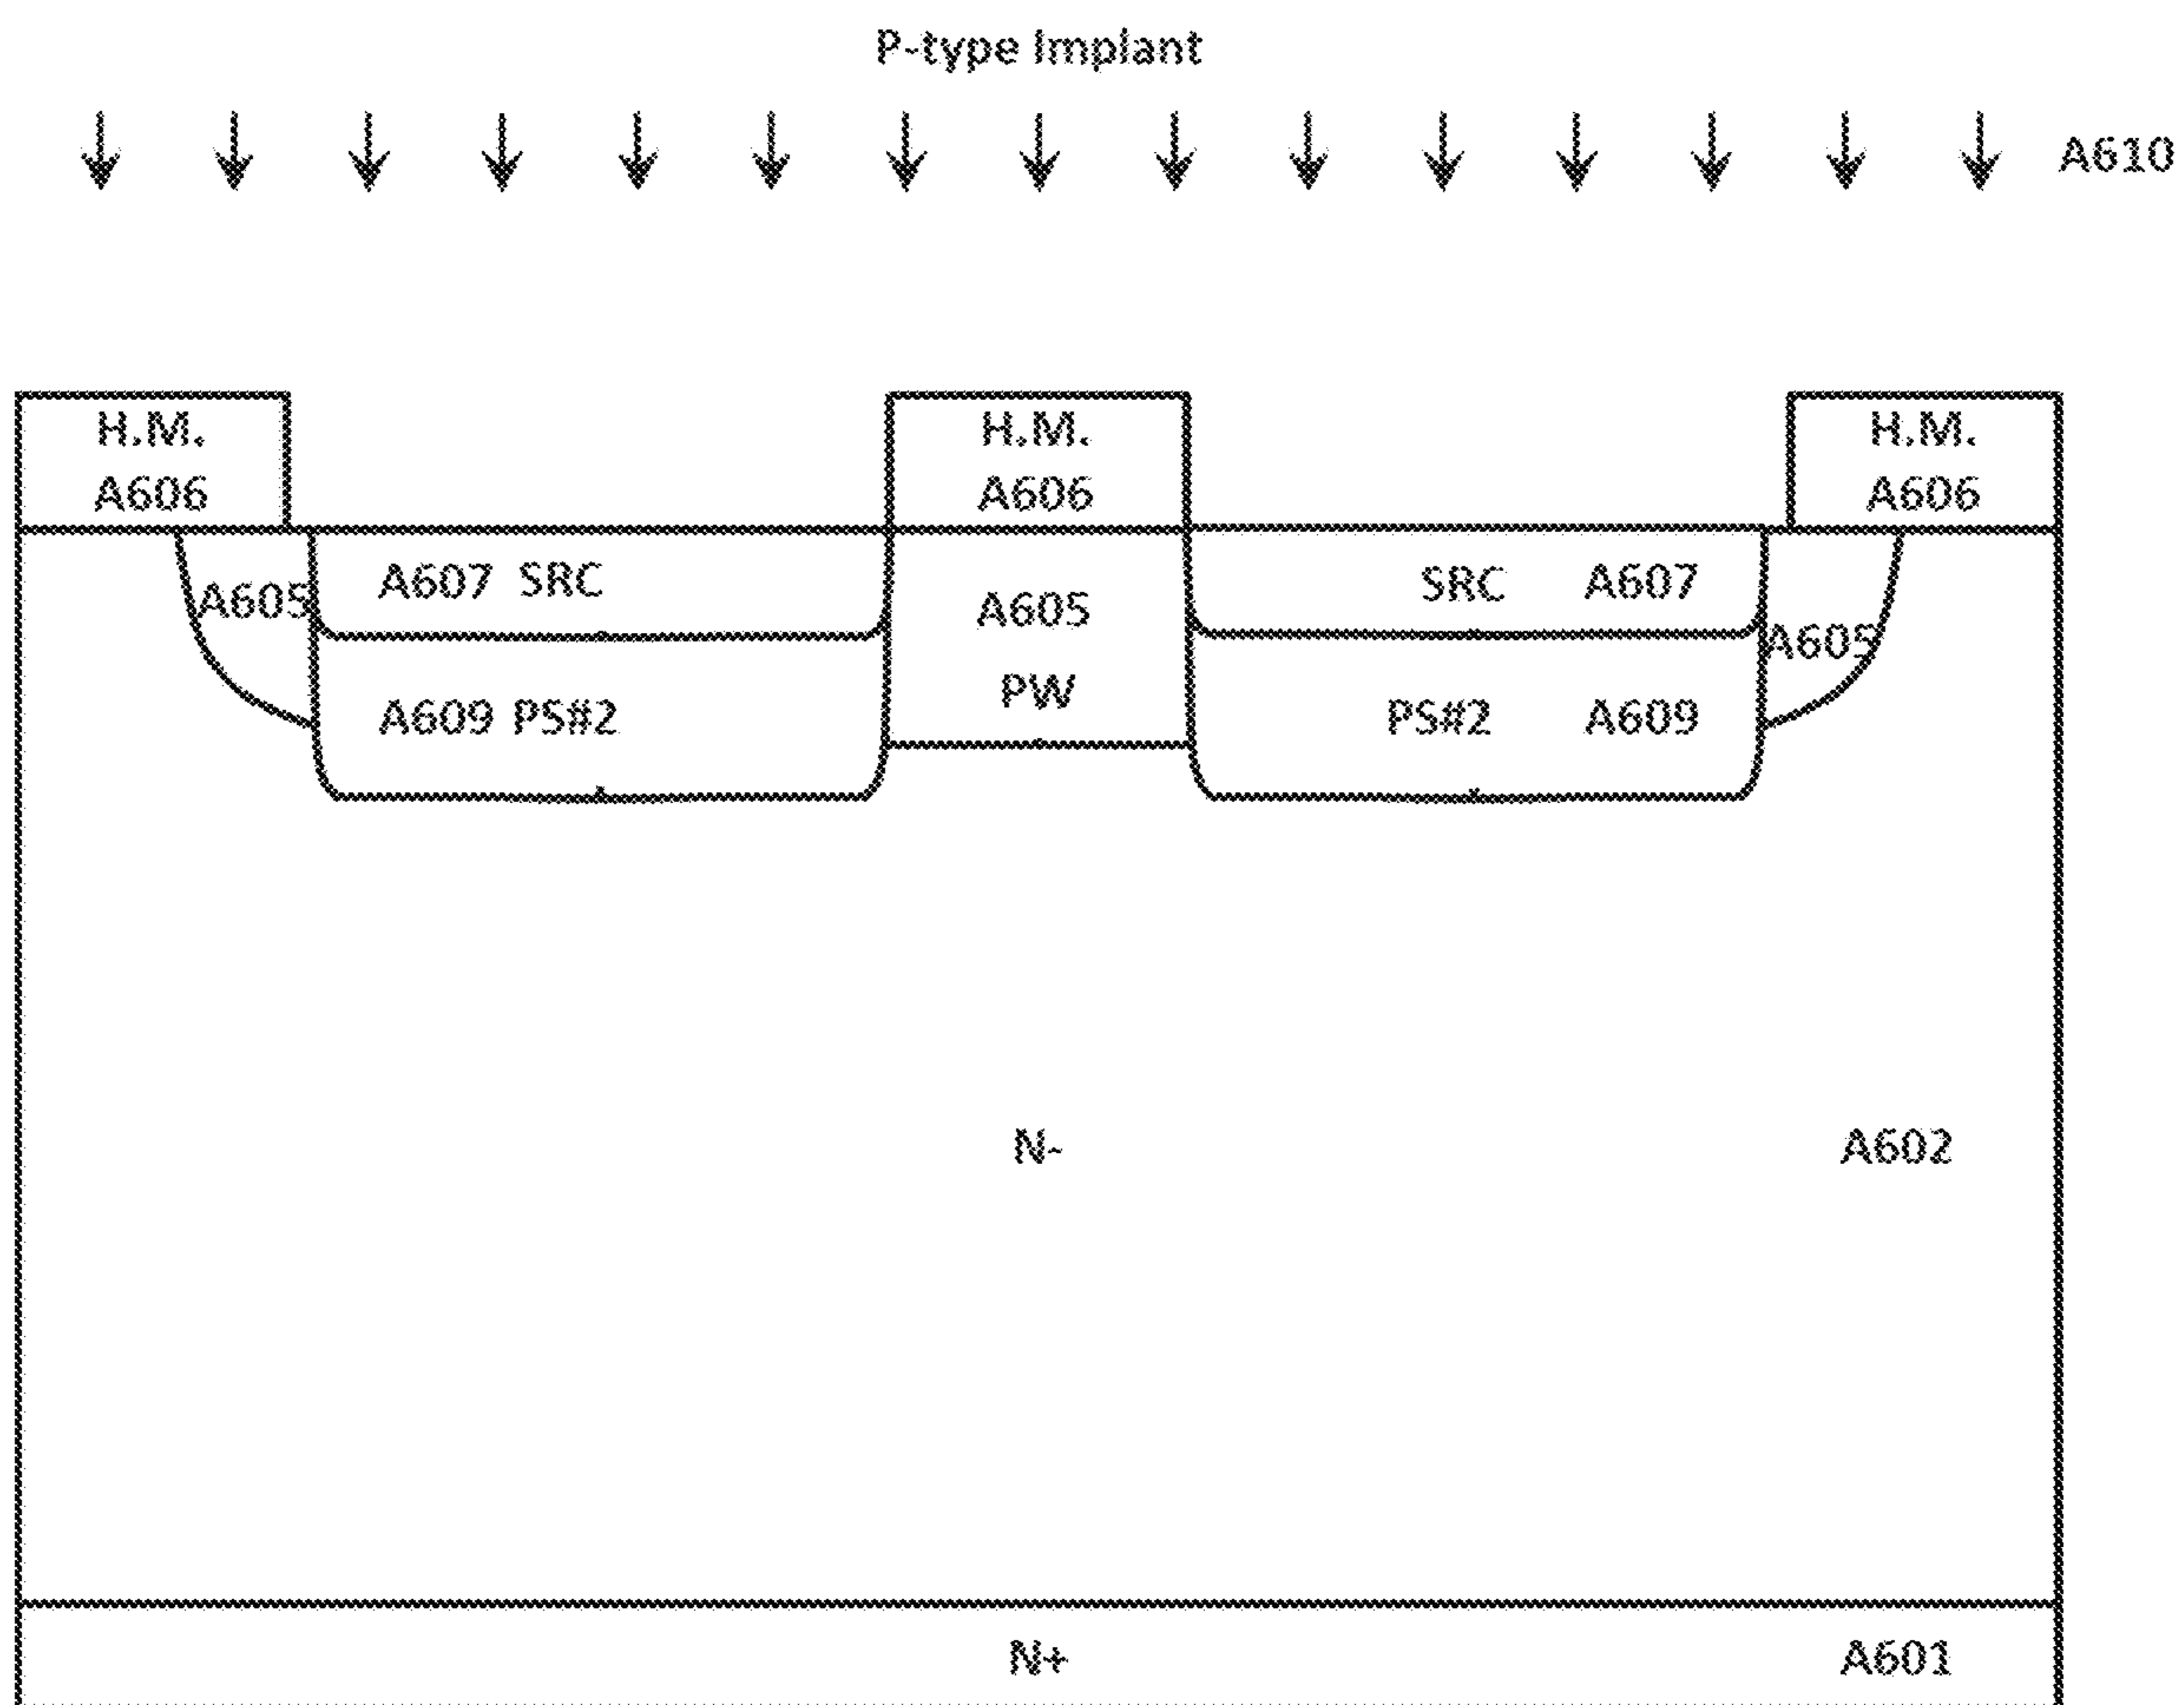 P-type Implant
A610
H.M.
A606
H.M.
A606
H.M.
A606
A605
A607 SRC
A605
PW
SRC A607
A605
A609 PS#2
PS#2 A609
N-
A602
N+
A601